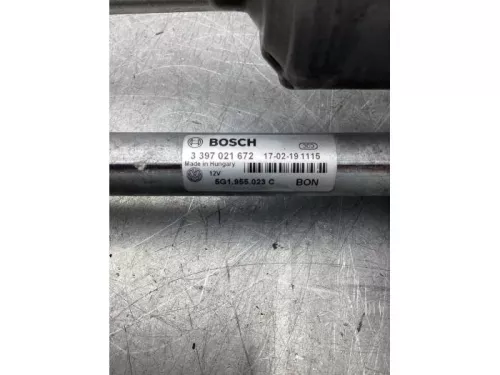 BOSCH
3 397 021 672 17-02-19 1115
Made in Hungary
12V
5G1.955.023 C BON